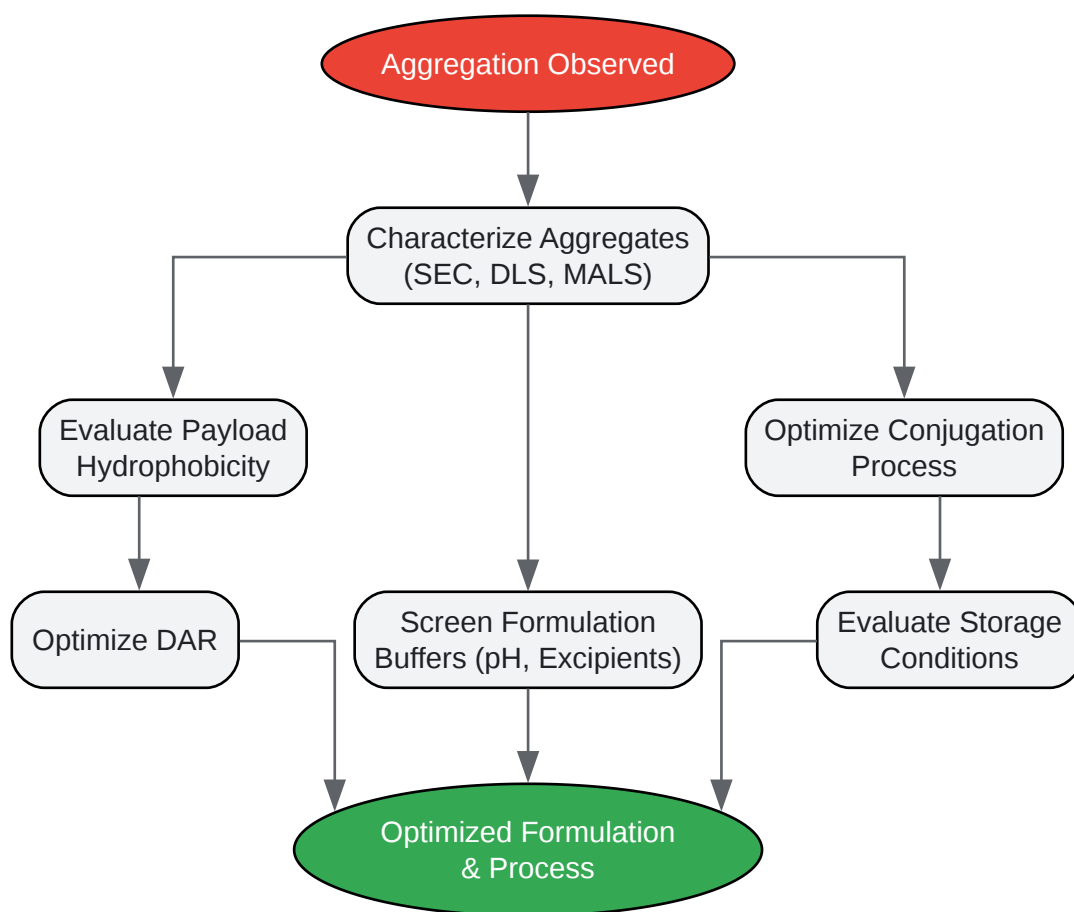 Aggregation Observed
Characterize Aggregates
(SEC, DLS, MALS)
Evaluate Payload
Hydrophobicity
Optimize Conjugation
Process
Optimize DAR
Screen Formulation
Buffers (pH, Excipients)
Evaluate Storage
Conditions
Optimized Formulation
& Process